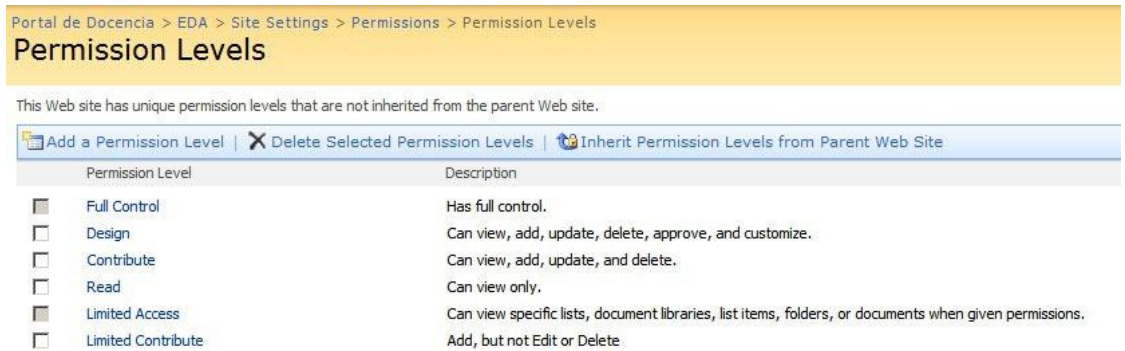 Portal de Docencia > EDA > Site Settings > Permissions > Permission Levels
Permission Levels
This Web site has unique permission levels that are not inherited from the parent Web site.
Add a Permission Level | Delete Selected Permission Levels | Inherit Permission Levels from Parent Web Site
Permission Level Description
Full Control Has full control.
Design Can view, add, update, delete, approve, and customize.
Contribute Can view, add, update, and delete.
Read Can view only.
Limited Access Can view specific lists, document libraries, list items, folders, or documents when given permissions.
Limited Contribute Add, but not Edit or Delete